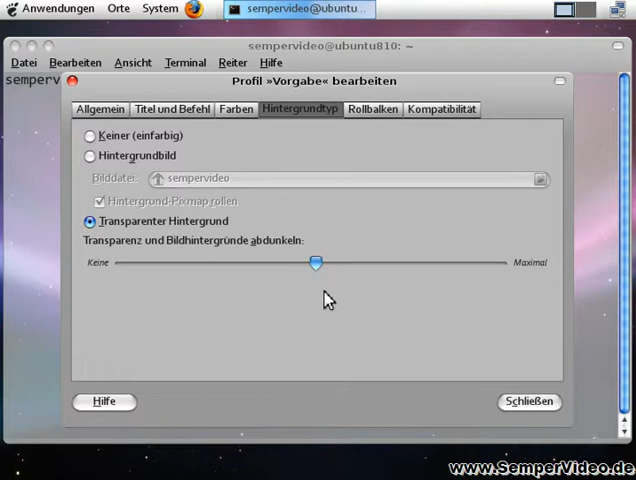 Anwendungen Orte System sempervideo@ubuntu...
sempervideo@ubuntu810: ~
Datei Bearbeiten Ansicht Terminal Reiter Hilfe
semperv
Profil »Vorgabe« bearbeiten
Allgemein Titel und Befehl Farben Hintergrundtyp Rollbalken Kompatibilität
Keiner (einfarbig)
Hintergrundbild
Bilddatei: sempervideo
Hintergrund-Pixmap rollen
Transparenter Hintergrund
Transparenz und Bildhintergründe abdunkeln:
Keine Maximal
Hilfe Schließen
www.SemperVideo.de